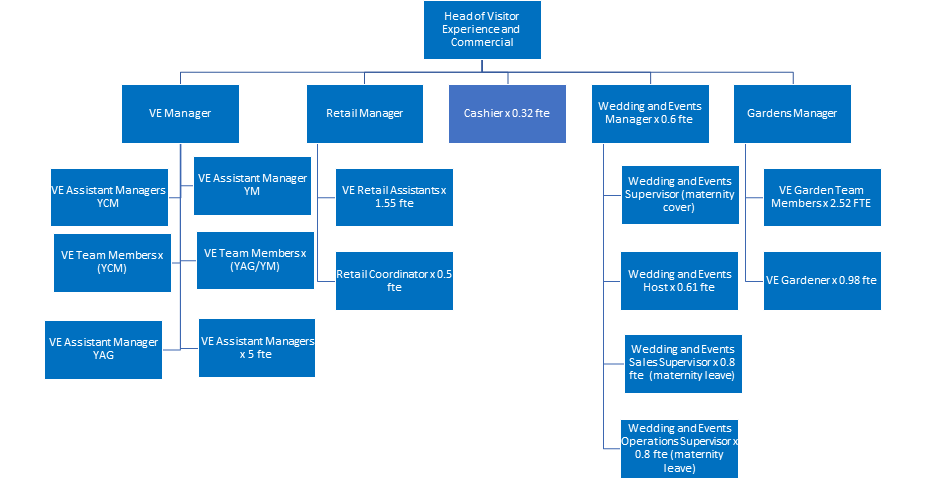 Head of Visitor
Experience and
Commercial
VE Manager
Retail Manager
Cashier x 0.32 fte
Wedding and Events
Manager x 0.6 fte
Gardens Manager
VE Assistant Managers
YCM
VE Assistant Manager
YM
VE Team Members x
(YCM)
VE Team Members x
(YAG/YM)
VE Assistant Manager
YAG
VE Assistant Managers
x 5 fte
VE Retail Assistants x
1.55 fte
Retail Coordinator x 0.5
fte
Wedding and Events
Supervisor (maternity
cover)
Wedding and Events
Host x 0.61 fte
Wedding and Events
Sales Supervisor x 0.8
fte (maternity leave)
Wedding and Events
Operations Supervisor x
0.8 fte (maternity
leave)
VE Garden Team
Members x 2.52 FTE
VE Gardener x 0.98 fte